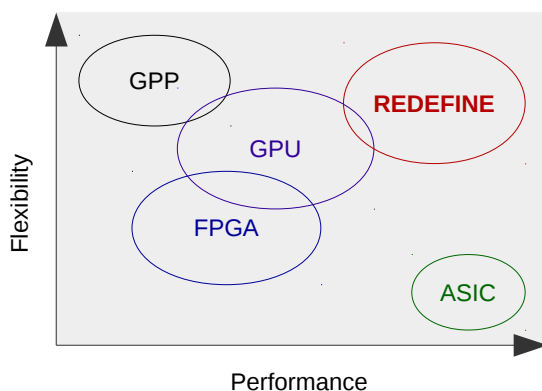 GPP
REDEFINE
GPU
FPGA
ASIC
Flexibility
Performance